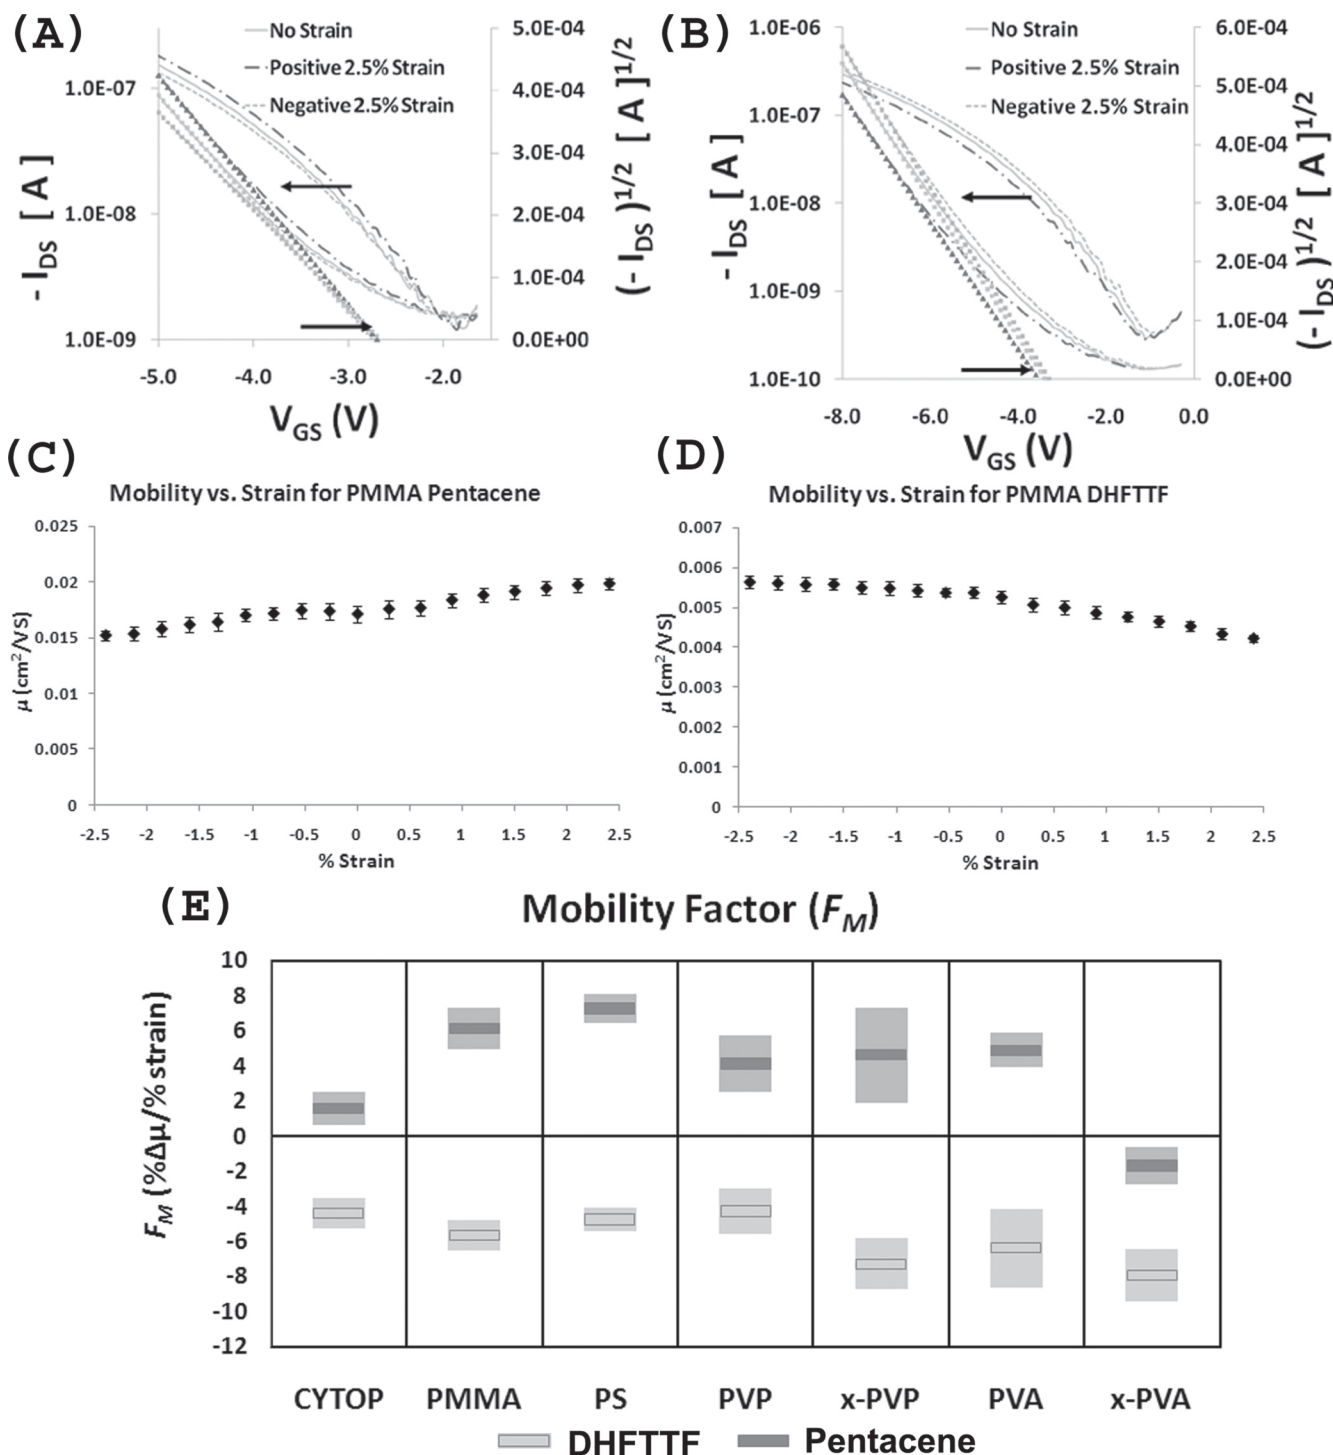 (A)
No Strain
Positive 2.5% Strain
Negative 2.5% Strain
1.0E-07
1.0E-08
1.0E-09
- I_DS [ A ]
5.0E-04
4.0E-04
3.0E-04
2.0E-04
1.0E-04
0.0E+00
(- I_DS )^1/2 [ A ]^1/2
-5.0 -4.0 -3.0 -2.0
V_GS (V)
(B)
No Strain
Positive 2.5% Strain
Negative 2.5% Strain
1.0E-06
1.0E-07
1.0E-08
1.0E-09
1.0E-10
- I_DS [ A ]
6.0E-04
5.0E-04
4.0E-04
3.0E-04
2.0E-04
1.0E-04
0.0E+00
(- I_DS )^1/2 [ A ]^1/2
-8.0 -6.0 -4.0 -2.0 0.0
V_GS (V)
(C)
Mobility vs. Strain for PMMA Pentacene
0.025
0.02
0.015
0.01
0.005
0
μ (cm²/VS)
-2.5 -2 -1.5 -1 -0.5 0 0.5 1 1.5 2 2.5
% Strain
(D)
Mobility vs. Strain for PMMA DHFTTF
0.007
0.006
0.005
0.004
0.003
0.002
0.001
0
μ (cm²/VS)
-2.5 -2 -1.5 -1 -0.5 0 0.5 1 1.5 2 2.5
% Strain
(E)
Mobility Factor (F_M)
10
8
6
4
2
0
-2
-4
-6
-8
-10
-12
F_M (%Δμ/% strain)
CYTOP PMMA PS PVP x-PVP PVA x-PVA
DHFTTF Pentacene